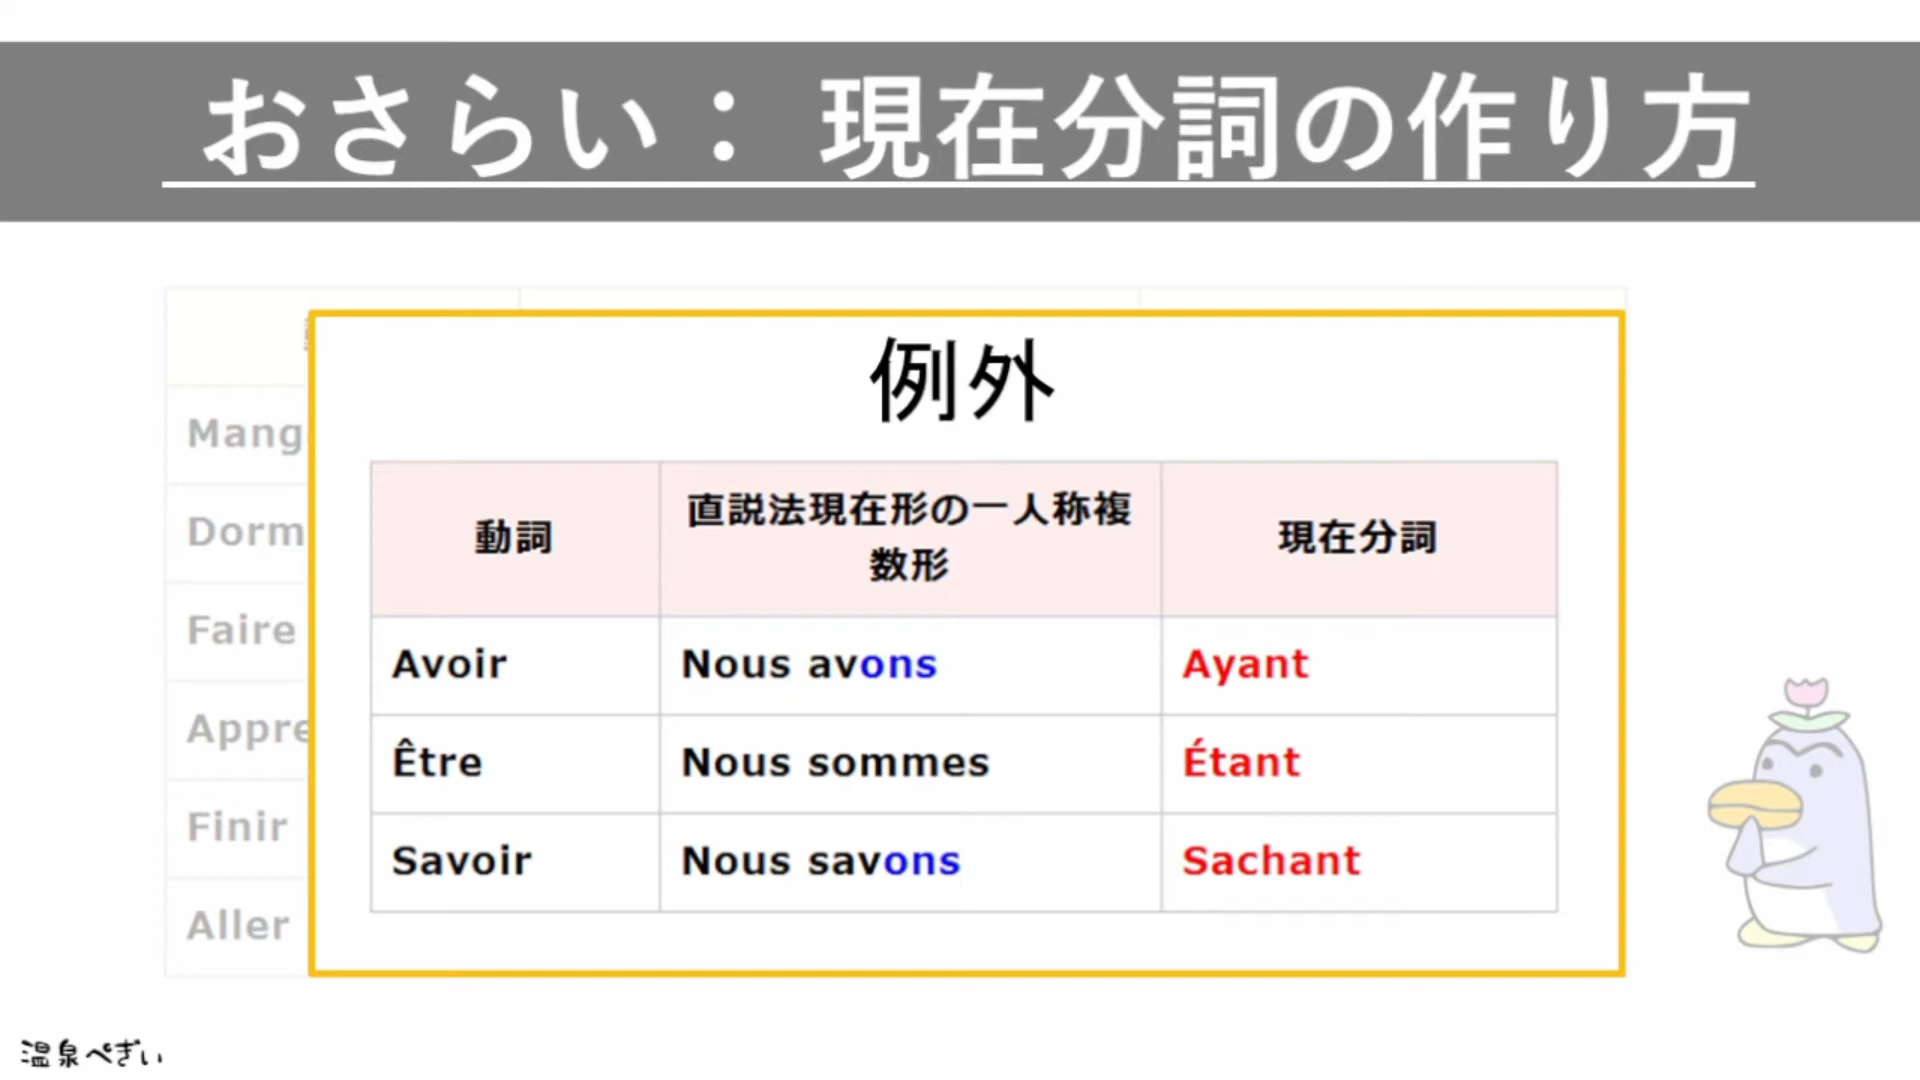 おさらい： 現在分詞の作り方
例外
動詞
直説法現在形の一人称複
数形
現在分詞
Avoir
Nous avons
Ayant
Être
Nous sommes
Étant
Savoir
Nous savons
Sachant
Mang
Dorm
Faire
Appre
Finir
Aller
温泉ぺぎい